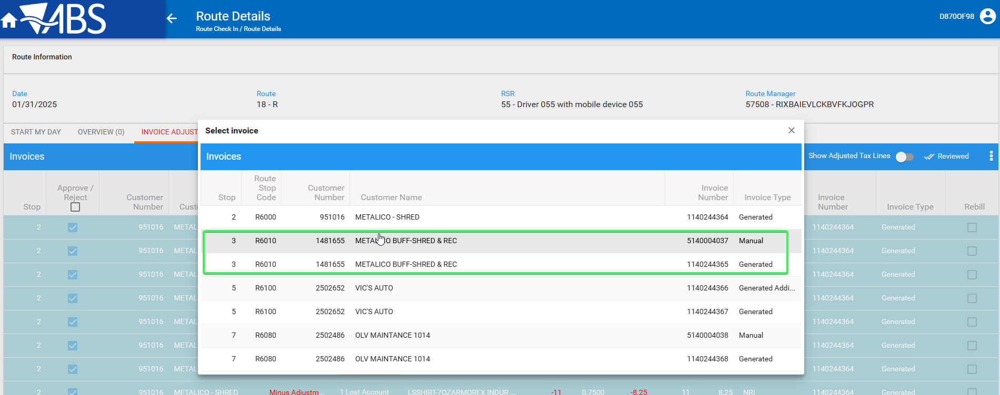 ABS
Route Details
Route Check In / Route Details
D870OF98
Route Information
Date
01/31/2025
Route
18 - R
RSR
55 - Driver 055 with mobile device 055
Route Manager
57508 - RIXBAIEVLCKBVFKJOGPR
START MY DAY OVERVIEW (0) INVOICE ADJUST
Invoices
Show Adjusted Tax Lines Reviewed
Stop Approve / Reject Customer Number Invoice Number Invoice Type Rebill
2 951016 METAL 1140244364 Generated
2 951016 METAL 1140244364 Generated
2 951016 METAL 1140244364 Generated
2 951016 METAL 1140244364 Generated
2 951016 METAL 1140244364 Generated
2 951016 METAL 1140244364 Generated
2 951016 METAL 1140244364 Generated
2 951016 METALICO - SHRED Minus Adjustm... 1 Lost Account LSSHIRT-7OZARMOREX INDUR ... -11 0.7500 -8.25 11 8.25 NRI
Select invoice
Invoices
Stop Route Stop Code Customer Number Customer Name Invoice Number Invoice Type
2 R6000 951016 METALICO - SHRED 1140244364 Generated
3 R6010 1481655 METALICO BUFF-SHRED & REC 5140004037 Manual
3 R6010 1481655 METALICO BUFF-SHRED & REC 1140244365 Generated
5 R6100 2502652 VIC'S AUTO 1140244366 Generated Addi...
5 R6100 2502652 VIC'S AUTO 1140244367 Generated
7 R6080 2502486 OLV MAINTANCE 1014 5140004038 Manual
7 R6080 2502486 OLV MAINTANCE 1014 1140244368 Generated